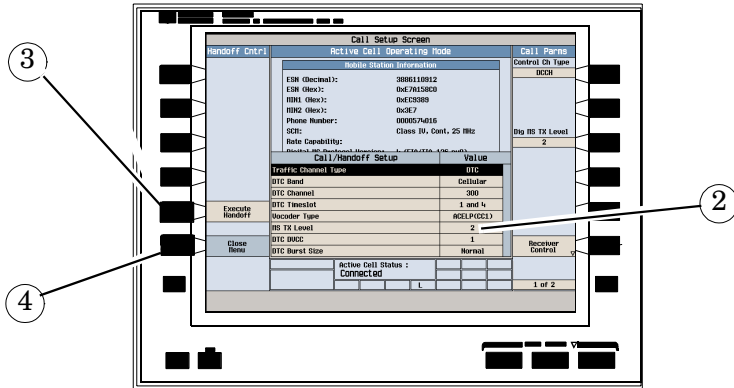 Call Setup Screen
Handoff Cntrl
Active Cell Operating Mode
Call Parms
Mobile Station Information
Control Ch Type
DCCH
ESN (Decimal): 3886110912
ESN (Hex): 0xE7A158C0
MIN1 (Hex): 0xEC9389
MIN2 (Hex): 0x3E7
Phone Number: 0000574016
SCM: Class IV, Cont, 25 MHz
Rate Capability:
Dig MS TX Level
2
Call/Handoff Setup Value
Traffic Channel Type DTC
DTC Band Cellular
DTC Channel 300
DTC Timeslot 1 and 4
Vocoder Type ACELP(CC1)
MS TX Level 2
DTC DVCC 1
DTC Burst Size Normal
Execute
Handoff
Close
Menu
Receiver
Control
Active Cell Status :
Connected
L
1 of 2
3
2
4